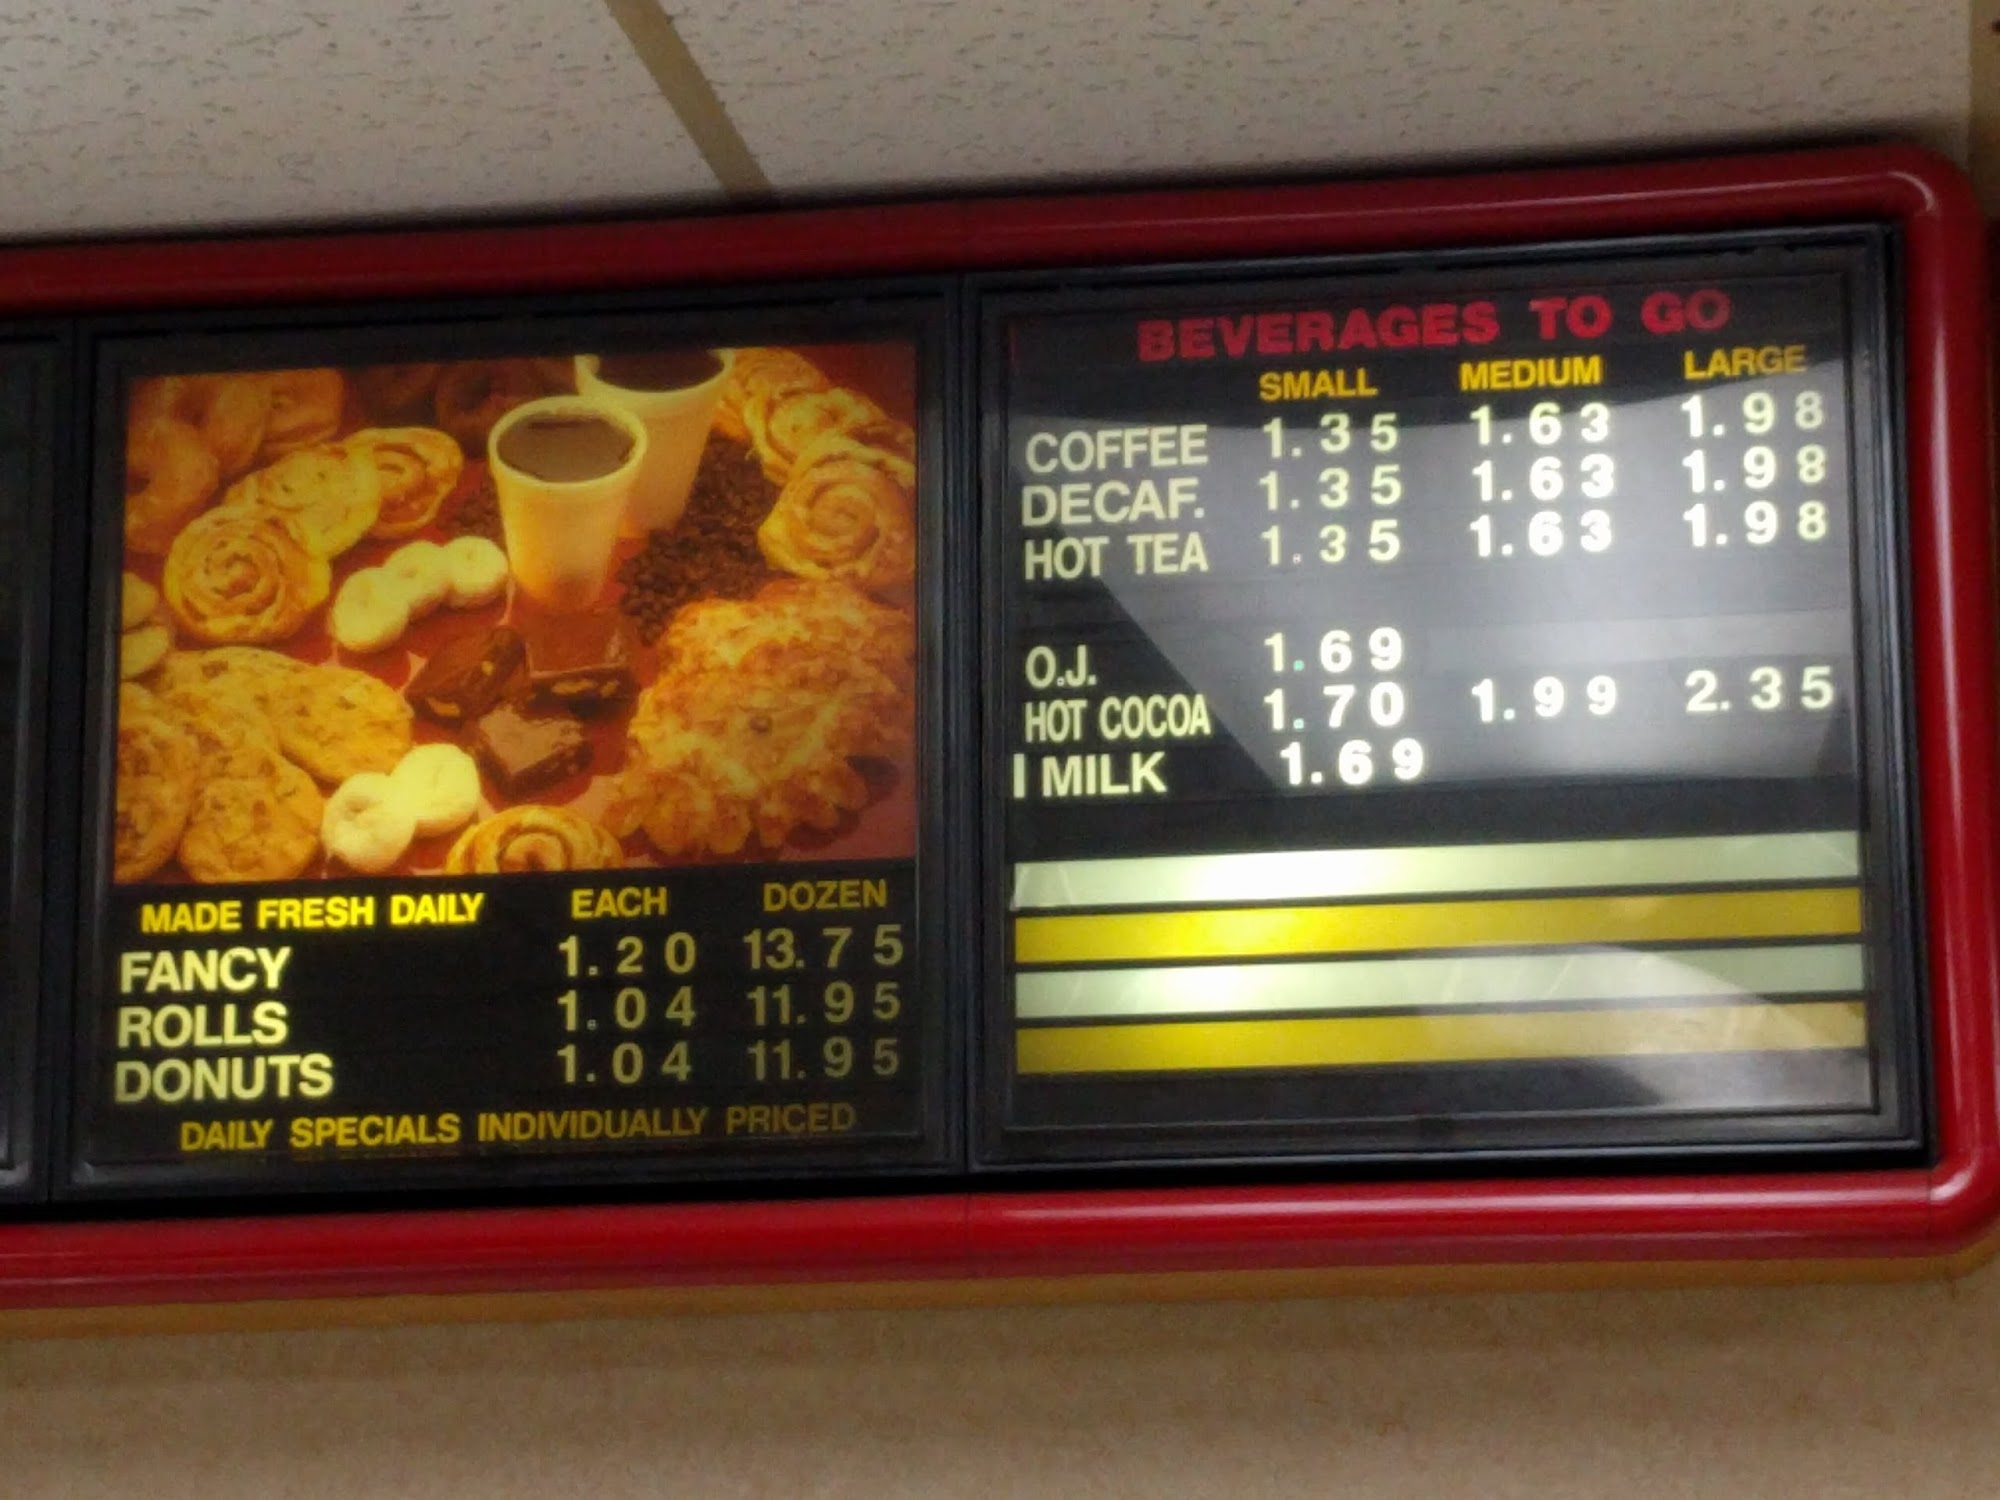 MADE FRESH DAILY EACH DOZEN
FANCY 1.20 13.75
ROLLS 1.04 11.95
DONUTS 1.04 11.95
DAILY SPECIALS INDIVIDUALLY PRICED
BEVERAGES TO GO
SMALL MEDIUM LARGE
COFFEE 1.35 1.63 1.98
DECAF. 1.35 1.63 1.98
HOT TEA 1.35 1.63 1.98
O.J. 1.69
HOT COCOA 1.70 1.99 2.35
MILK 1.69